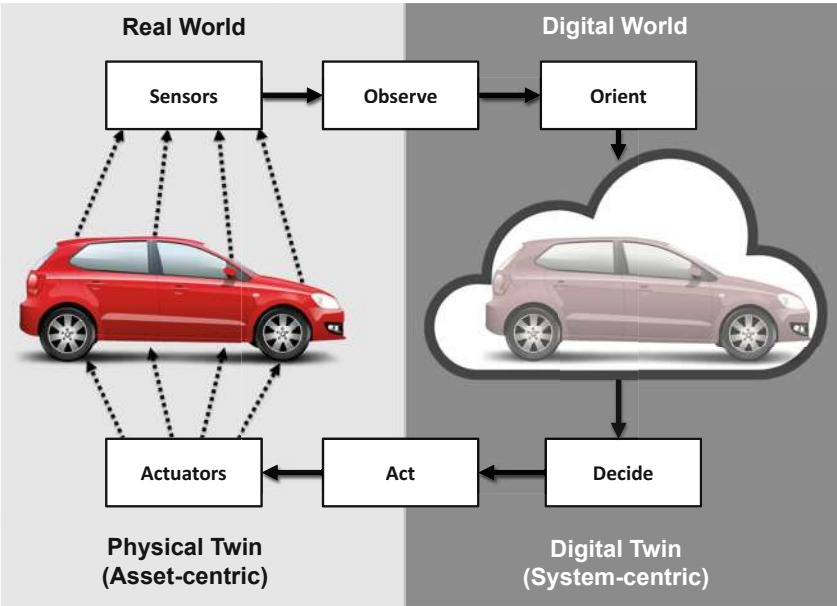 Real World
Digital World
Sensors
Observe
Orient
Actuators
Act
Decide
Physical Twin
(Asset-centric)
Digital Twin
(System-centric)